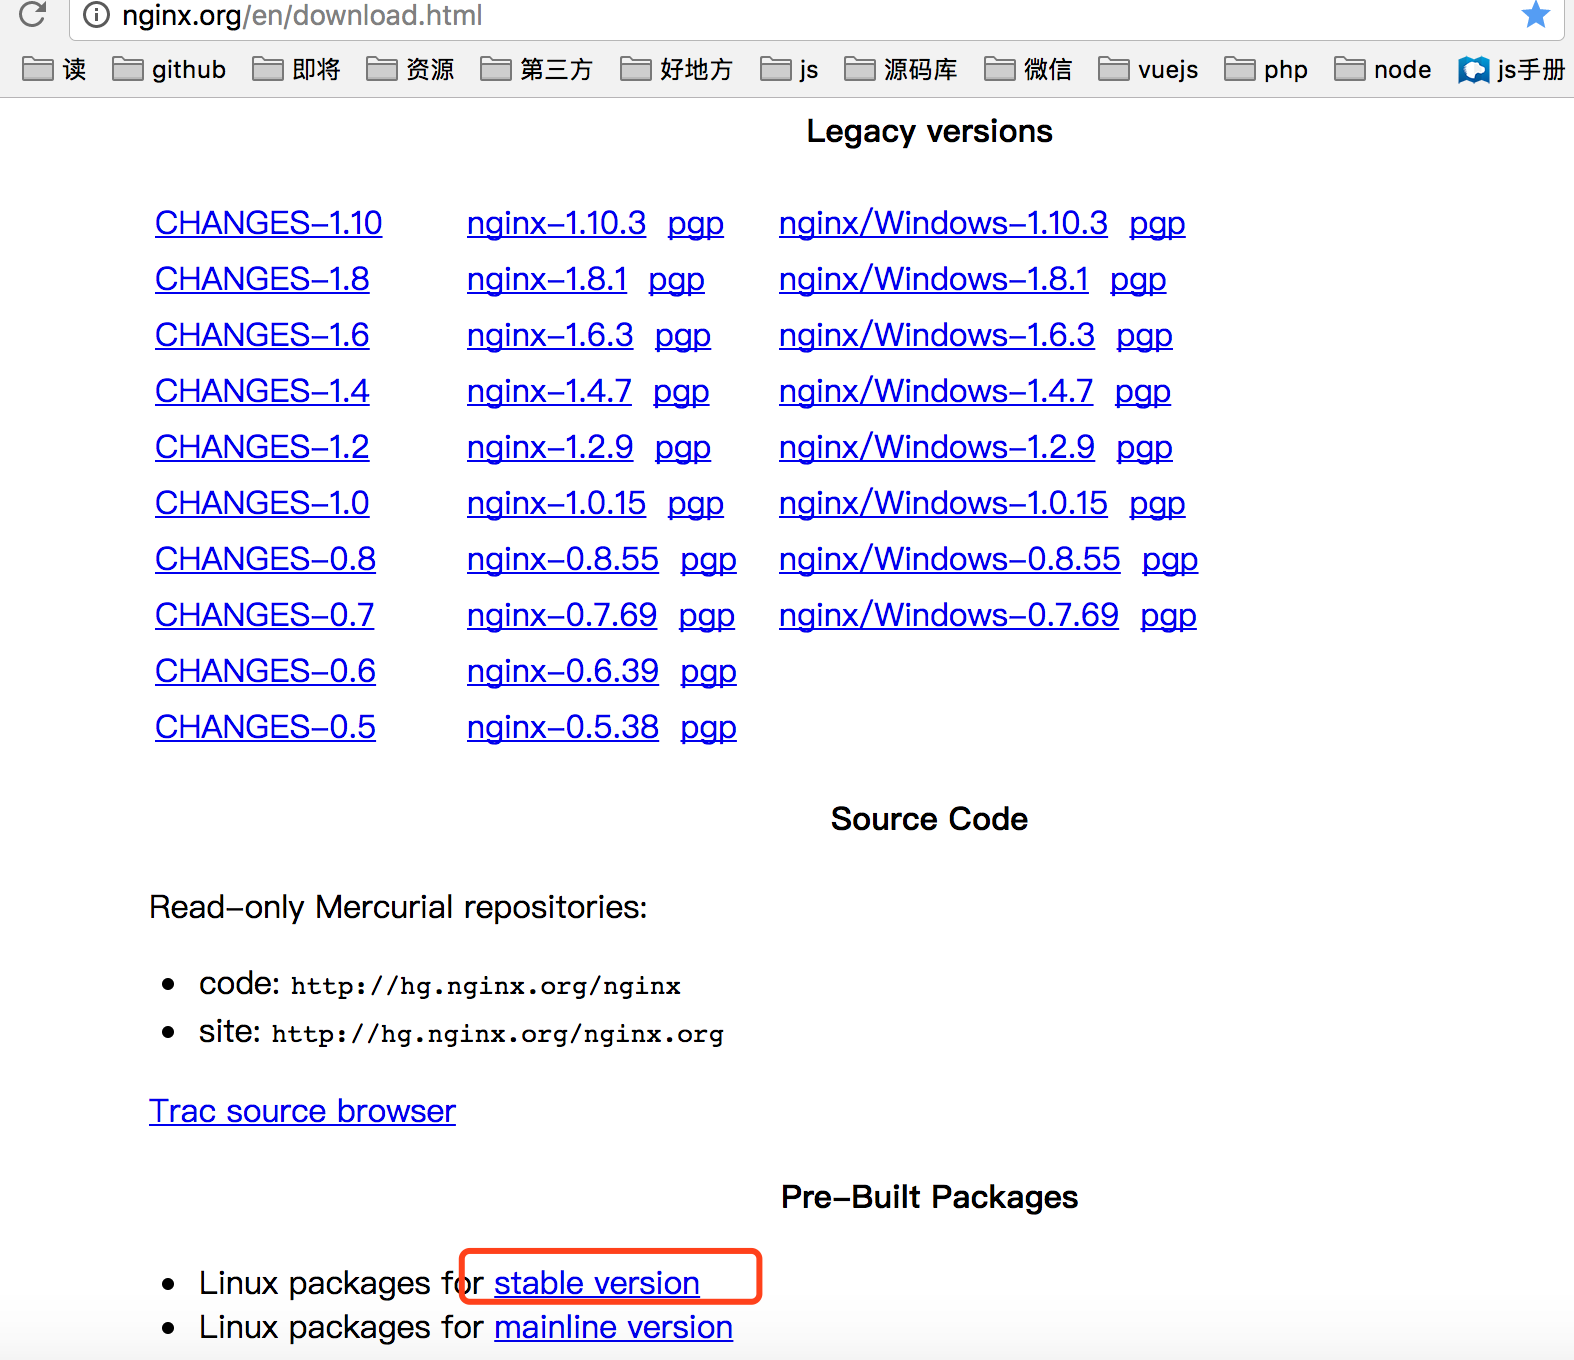 nginx.org/en/download.html
读 github 即将 资源 第三方 好地方 js 源码库 微信 vuejs php node js手册
Legacy versions
CHANGES-1.10 nginx-1.10.3 pgp nginx/Windows-1.10.3 pgp
CHANGES-1.8 nginx-1.8.1 pgp nginx/Windows-1.8.1 pgp
CHANGES-1.6 nginx-1.6.3 pgp nginx/Windows-1.6.3 pgp
CHANGES-1.4 nginx-1.4.7 pgp nginx/Windows-1.4.7 pgp
CHANGES-1.2 nginx-1.2.9 pgp nginx/Windows-1.2.9 pgp
CHANGES-1.0 nginx-1.0.15 pgp nginx/Windows-1.0.15 pgp
CHANGES-0.8 nginx-0.8.55 pgp nginx/Windows-0.8.55 pgp
CHANGES-0.7 nginx-0.7.69 pgp nginx/Windows-0.7.69 pgp
CHANGES-0.6 nginx-0.6.39 pgp
CHANGES-0.5 nginx-0.5.38 pgp
Source Code
Read-only Mercurial repositories:
• code: http://hg.nginx.org/nginx
• site: http://hg.nginx.org/nginx.org
Trac source browser
Pre-Built Packages
• Linux packages for stable version
• Linux packages for mainline version